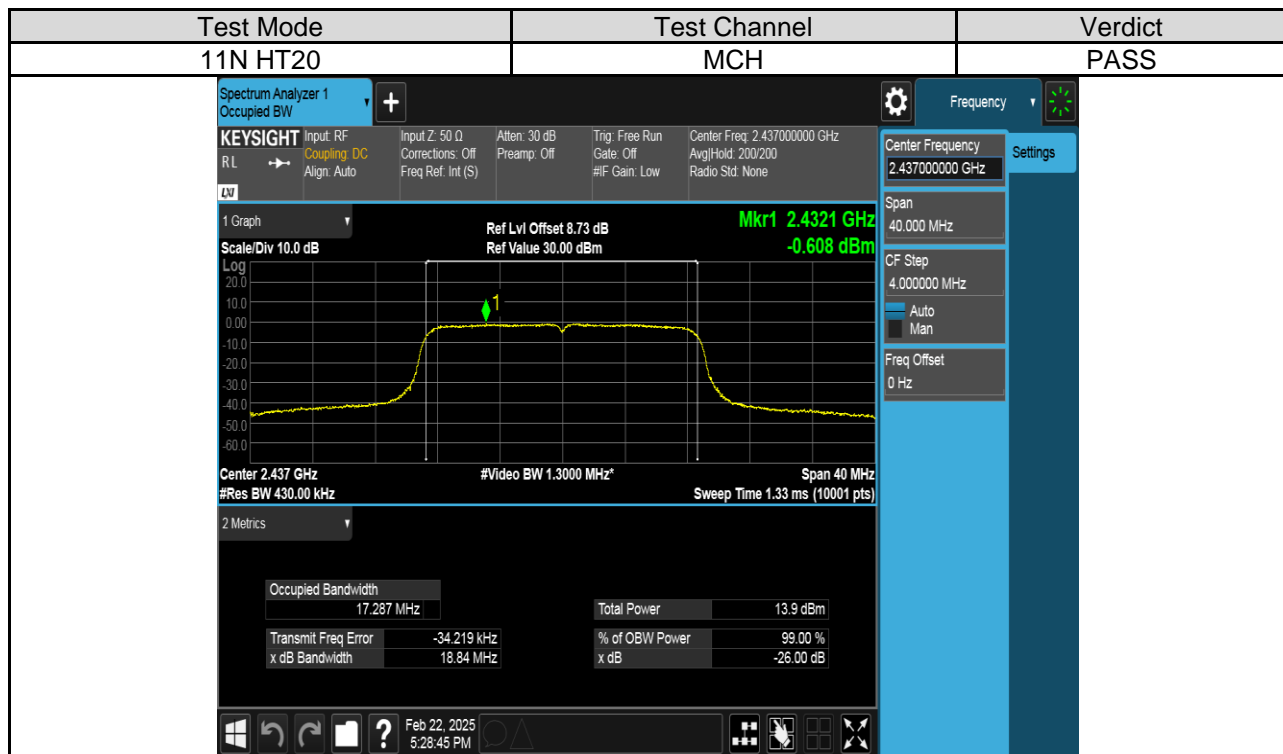 Test Mode Test Channel Verdict
11N HT20 MCH PASS
Spectrum Analyzer 1
Occupied BW
+
Frequency
KEYSIGHT
R L
LXI
Input: RF
Coupling: DC
Align: Auto
Input Z: 50 Ω
Corrections: Off
Freq Ref: Int (S)
Atten: 30 dB
Preamp: Off
Trig: Free Run
Gate: Off
#IF Gain: Low
Center Freq: 2.437000000 GHz
Avg|Hold: 200/200
Radio Std: None
Center Frequency
2.437000000 GHz
Settings
Span
40.000 MHz
CF Step
4.000000 MHz
Auto
Man
Freq Offset
0 Hz
1 Graph
Scale/Div 10.0 dB
Ref Lvl Offset 8.73 dB
Ref Value 30.00 dBm
Mkr1 2.4321 GHz
-0.608 dBm
Log
20.0
10.0
0.00
-10.0
-20.0
-30.0
-40.0
-50.0
-60.0
1
Center 2.437 GHz
#Res BW 430.00 kHz
#Video BW 1.3000 MHz*
Span 40 MHz
Sweep Time 1.33 ms (10001 pts)
2 Metrics
Occupied Bandwidth
17.287 MHz
Total Power 13.9 dBm
Transmit Freq Error -34.219 kHz
% of OBW Power 99.00 %
x dB Bandwidth 18.84 MHz
x dB -26.00 dB
?
Feb 22, 2025
5:28:45 PM